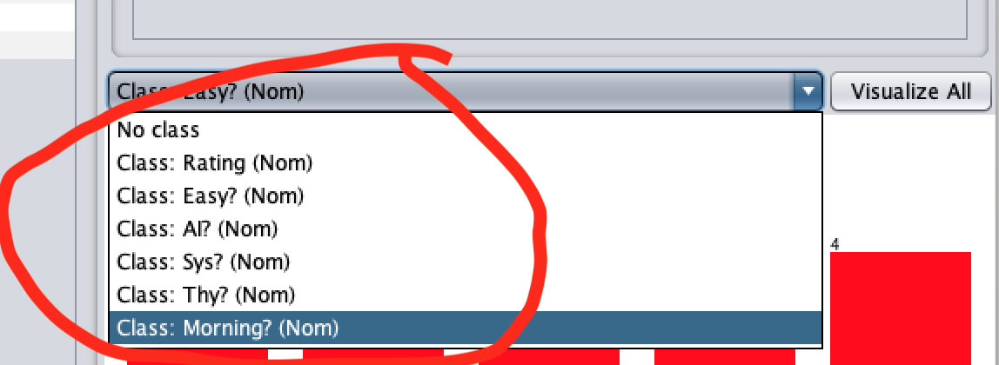 Class: Easy? (Nom)
Visualize All
No class
Class: Rating (Nom)
Class: Easy? (Nom)
Class: AI? (Nom)
Class: Sys? (Nom)
Class: Thy? (Nom)
Class: Morning? (Nom)
4